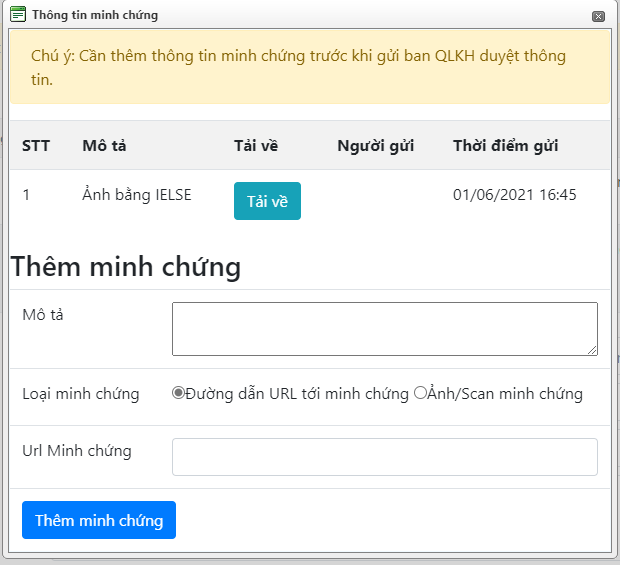 Thông tin minh chứng
Chú ý: Cần thêm thông tin minh chứng trước khi gửi ban QLKH duyệt thông
tin.
STT Mô tả Tải về Người gửi Thời điểm gửi
1 Ảnh bằng IELSE Tải về 01/06/2021 16:45
Thêm minh chứng
Mô tả
Loại minh chứng Đường dẫn URL tới minh chứng Ảnh/Scan minh chứng
Url Minh chứng
Thêm minh chứng